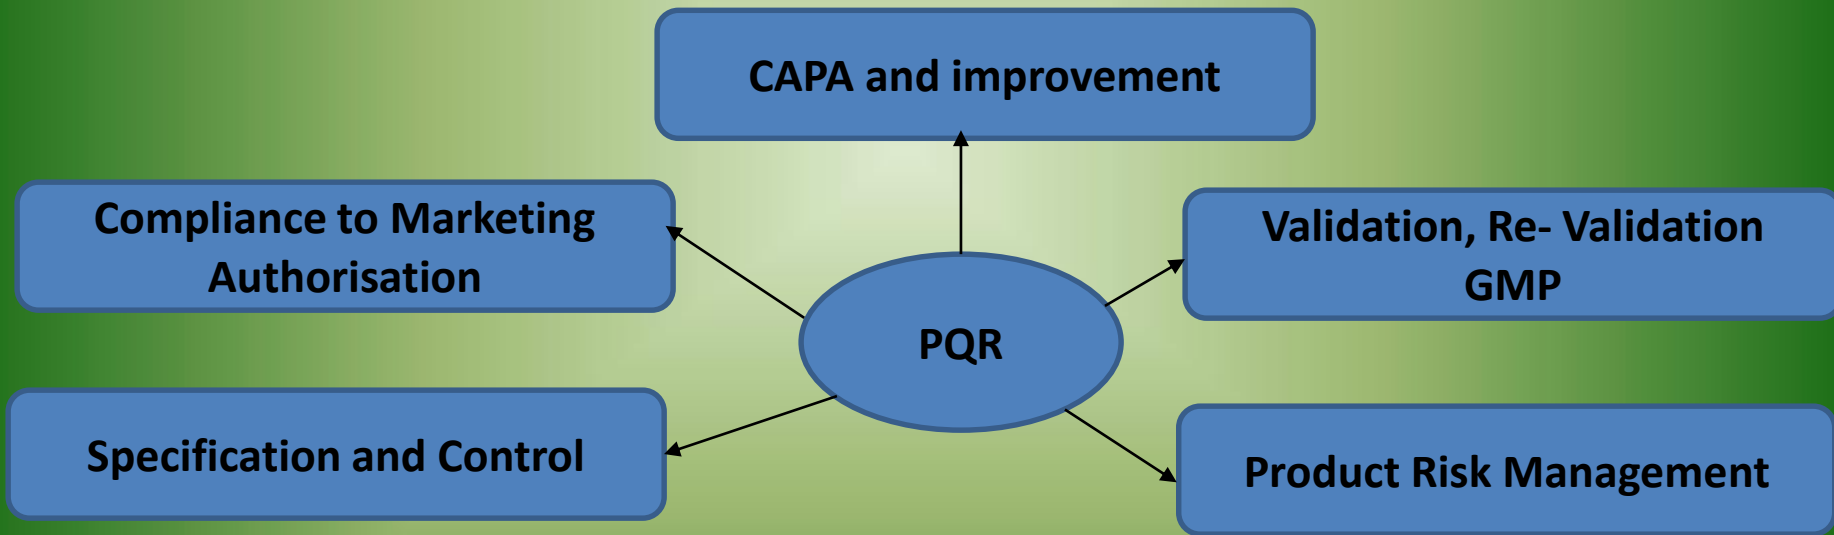 CAPA and improvement
Compliance to Marketing
Authorisation
Validation, Re- Validation
GMP
PQR
Specification and Control
Product Risk Management